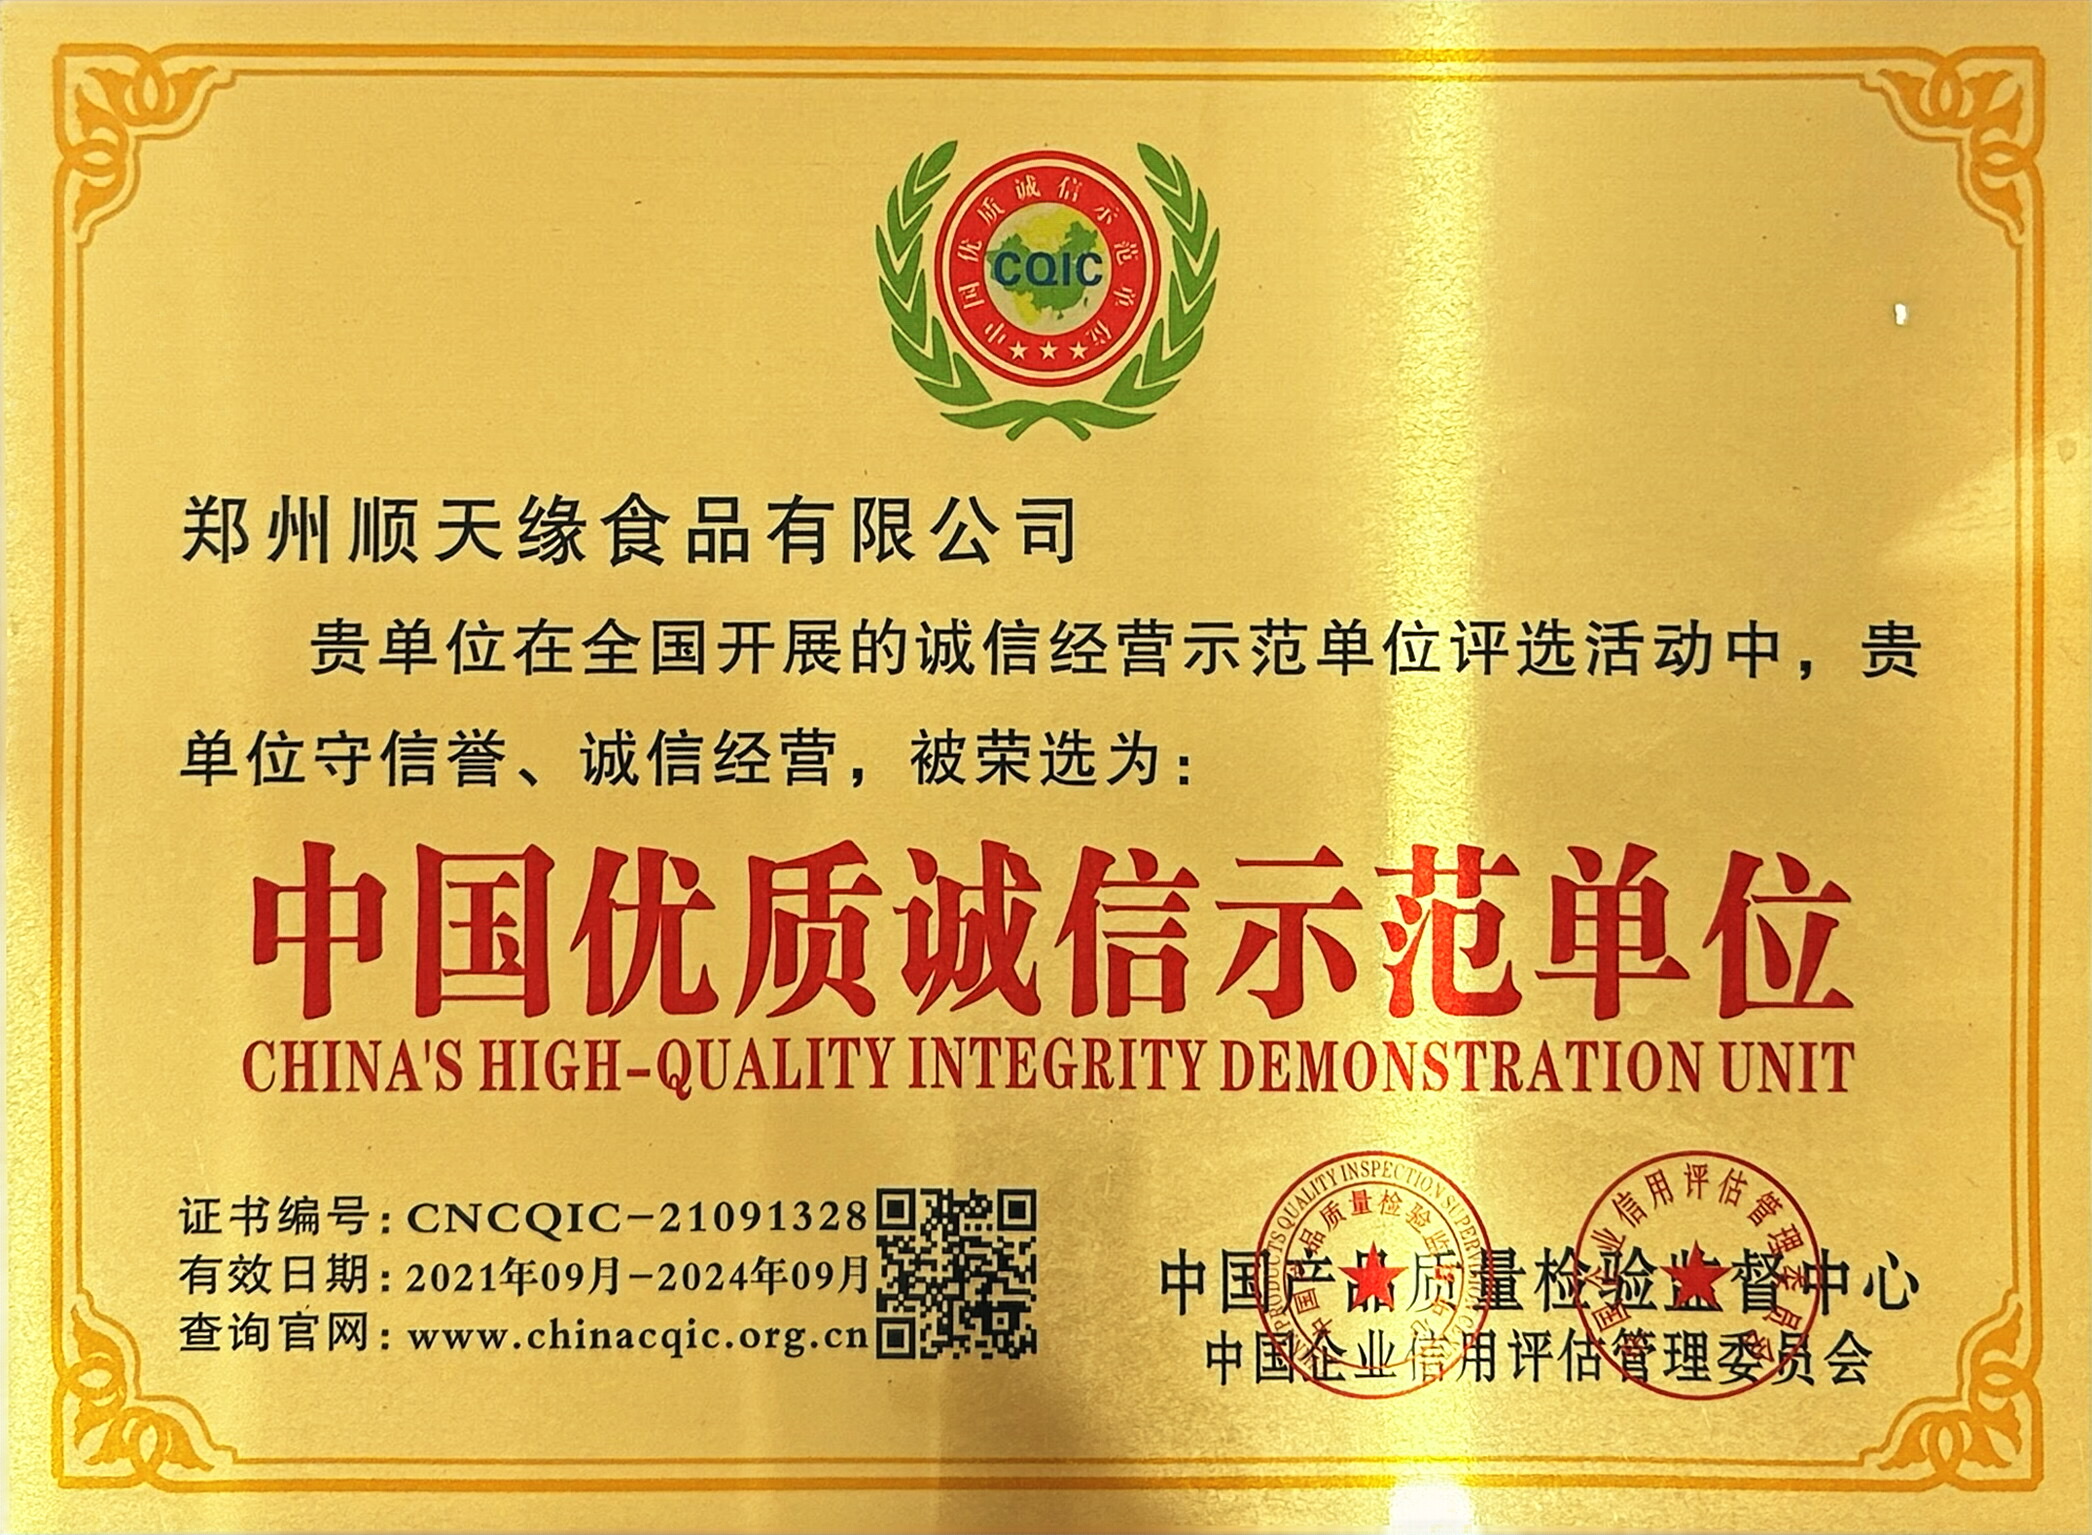 中国优质诚信示范单位
CQIC
郑州顺天缘食品有限公司
贵单位在全国开展的诚信经营示范单位评选活动中，贵
单位守信誉、诚信经营，被荣选为：
中国优质诚信示范单位
CHINA'S HIGH-QUALITY INTEGRITY DEMONSTRATION UNIT
证书编号：CNCQIC-21091328
有效日期：2021年09月-2024年09月
查询官网：www.chinacqic.org.cn
中国产品质量检验监督中心
中国企业信用评估管理委员会